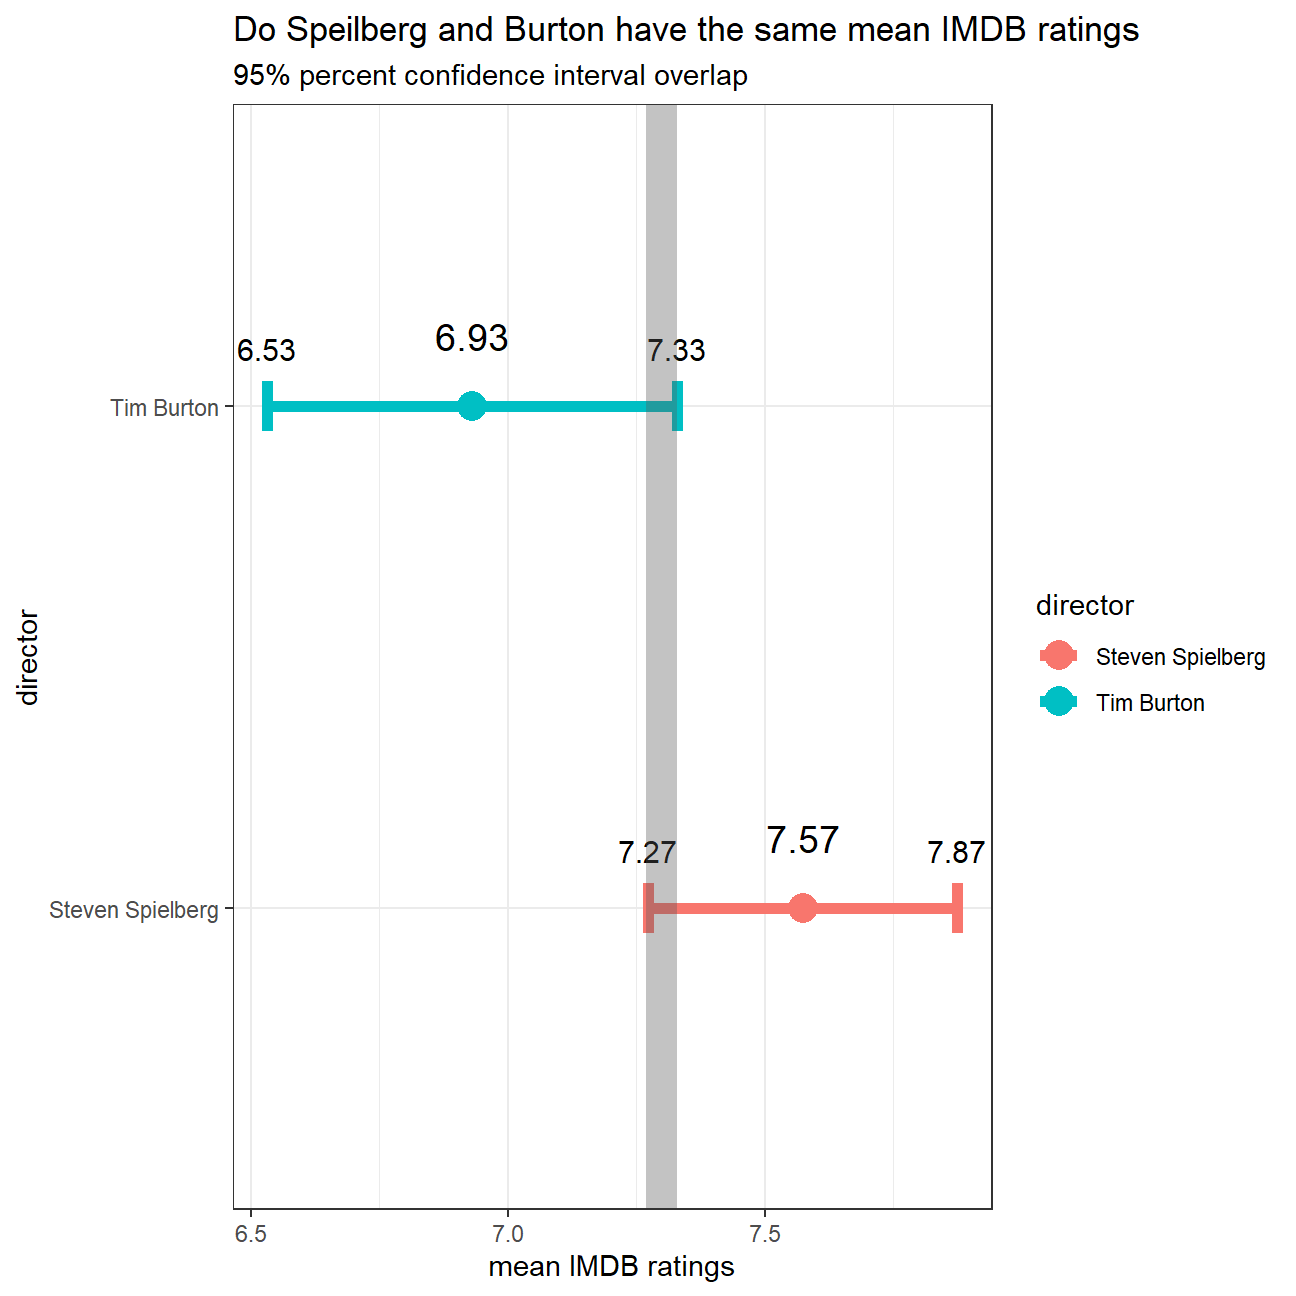 Do Speilberg and Burton have the same mean IMDB ratings
95% percent confidence interval overlap
6.53
6.93
7.33
Tim Burton
director
7.27
7.57
7.87
Steven Spielberg
6.5
7.0
7.5
mean IMDB ratings
director
Steven Spielberg
Tim Burton